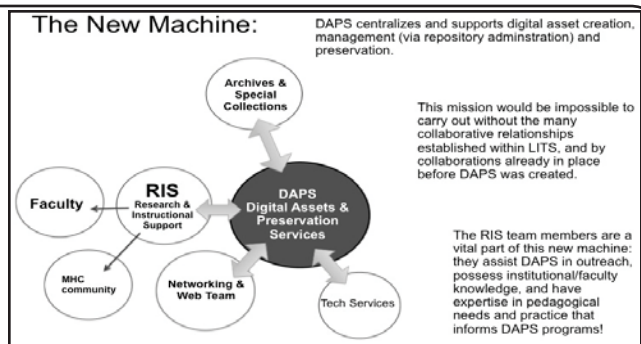 The New Machine:
DAPS centralizes and supports digital asset creation,
management (via repository adminstration) and
preservation.
Archives &
Special
Collections
This mission would be impossible to
carry out without the many
collaborative relationships
established within LITS, and by
collaborations already in place
before DAPS was created.
Faculty
RIS
Research &
Instructional
Support
DAPS
Digital Assets &
Preservation
Services
MHC
community
Networking &
Web Team
Tech Services
The RIS team members are a
vital part of this new machine:
they assist DAPS in outreach,
possess institutional/faculty
knowledge, and have
expertise in pedagogical
needs and practice that
informs DAPS programs!